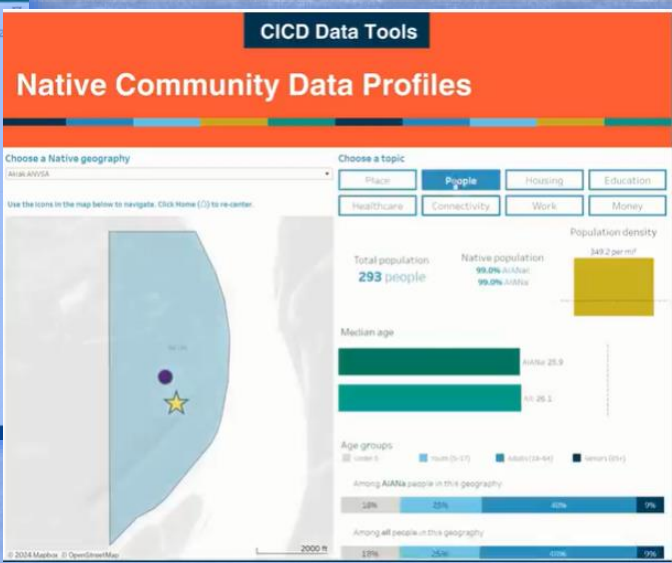 CICD Data Tools
Native Community Data Profiles
Choose a Native geography
Akiak ANVSA
Use the icons in the map below to navigate. Click Home (⌂) to re-center.
© 2024 Mapbox © OpenStreetMap
2000 ft
Choose a topic
Place People Housing Education
Healthcare Connectivity Work Money
Population density
349.2 per mi²
Total population
293 people
Native population
99.0% AIANac
99.0% AIANa
Median age
AIANa 25.9
All 26.1
Age groups
Under 5 Youth (5-17) Adults (18-64) Seniors (65+)
Among AIANa people in this geography
18% 25% 9%
Among all people in this geography
9%